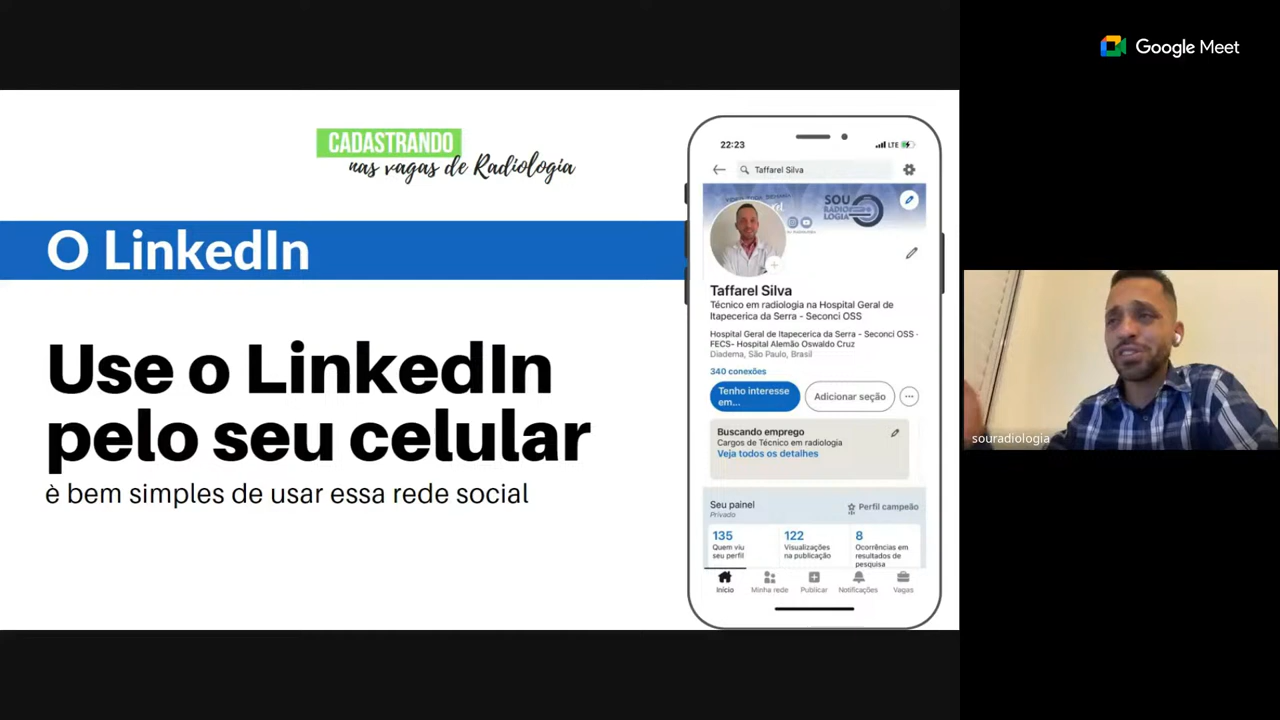 Google Meet
CADASTRANDO
nas vagas de Radiologia
O LinkedIn
Use o LinkedIn
pelo seu celular
è bem simples de usar essa rede social
22:23
LTE
Taffarel Silva
SOU
RADIO
LOGIA
Taffarel Silva
Técnico em radiologia na Hospital Geral de
Itapecerica da Serra - Seconci OSS
Hospital Geral de Itapecerica da Serra - Seconci OSS ·
FECS- Hospital Alemão Oswaldo Cruz
Diadema, São Paulo, Brasil
340 conexões
Tenho interesse
em...
Adicionar seção
Buscando emprego
Cargos de Técnico em radiologia
Veja todos os detalhes
Seu painel
Privado
Perfil campeão
135
Quem viu
seu perfil
122
Visualizações
na publicação
8
Ocorrências em
resultados de
pesquisa
Início
Minha rede
Publicar
Notificações
Vagas
souradiologia